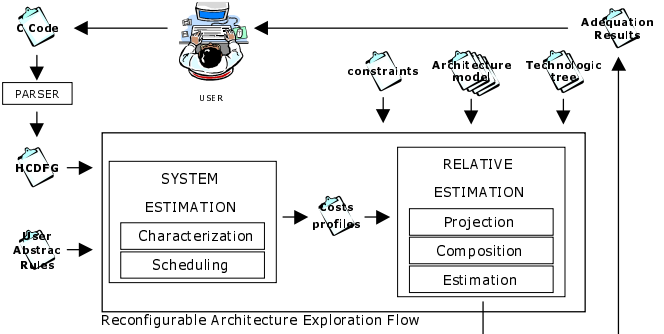 C Code
Adequation
Results
USER
constraints
Architecture
model
Technologic
tree
PARSER
HCDFG
User
Abstrac
Rules
SYSTEM
ESTIMATION
Characterization
Scheduling
Costs
profiles
RELATIVE
ESTIMATION
Projection
Composition
Estimation
Reconfigurable Architecture Exploration Flow